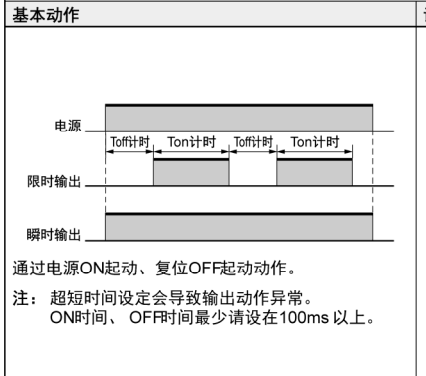 基本动作
电源
Toff计时 Ton计时 Toff计时 Ton计时
限时输出
瞬时输出
通过电源ON起动、复位OFF起动动作。
注： 超短时间设定会导致输出动作异常。
ON时间、 OFF时间最少请设在100ms 以上。